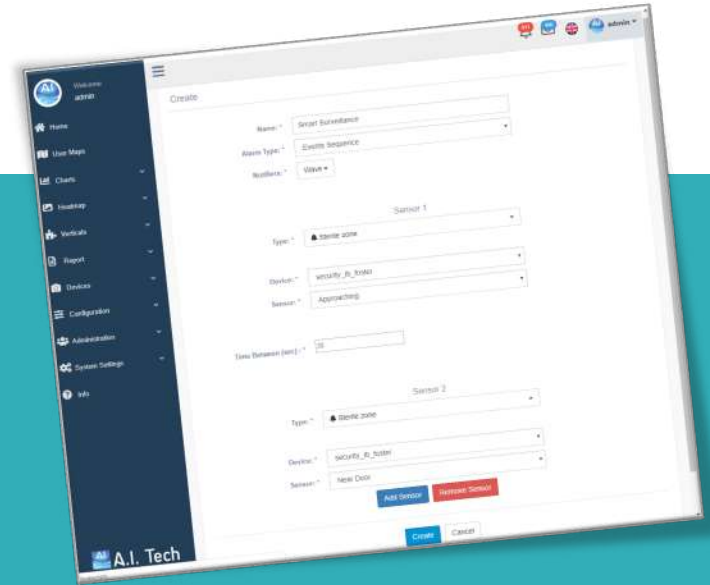 admin
Welcome
admin
Home
User Maps
Charts
Heatmap
Verticals
Report
Devices
Configuration
Administration
System Settings
Info
A.I. Tech
Create
Name: *
Smart Surveillance
Alarm Type: *
Events Sequence
Notifiers: *
Wave
Sensor 1
Type: *
Sterile zone
Device: *
Sensor: *
Approaching
Time Between (sec): *
Sensor 2
Type: *
Sterile zone
Device: *
Sensor: *
Near Door
Add Sensor
Remove Sensor
Create
Cancel